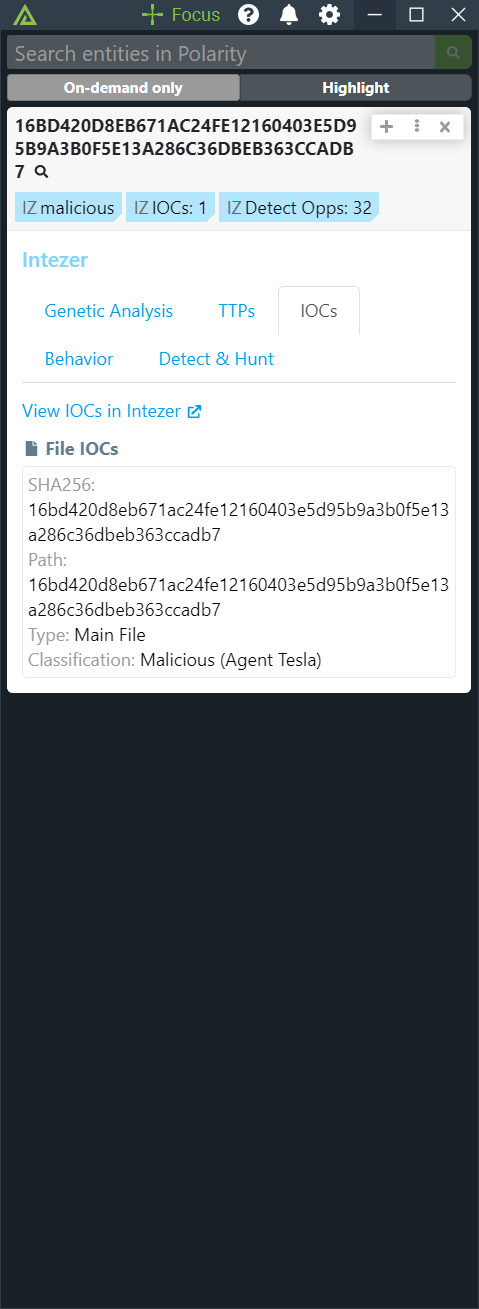 Focus
Search entities in Polarity
On-demand only Highlight
16BD420D8EB671AC24FE12160403E5D9
5B9A3B0F5E13A286C36DBEB363CCADB
7
IZ malicious IZ IOCs: 1 IZ Detect Opps: 32
Intezer
Genetic Analysis TTPs IOCs
Behavior Detect & Hunt
View IOCs in Intezer
File IOCs
SHA256:
16bd420d8eb671ac24fe12160403e5d95b9a3b0f5e13
a286c36dbeb363ccadb7
Path:
16bd420d8eb671ac24fe12160403e5d95b9a3b0f5e13
a286c36dbeb363ccadb7
Type: Main File
Classification: Malicious (Agent Tesla)